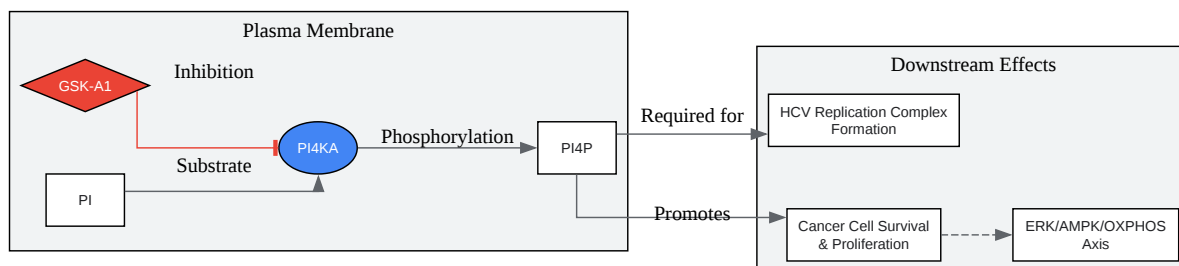 Plasma Membrane
GSK-A1
Inhibition
Substrate
PI4KA
PI
Phosphorylation
PI4P
Required for
Promotes
Downstream Effects
HCV Replication Complex
Formation
Cancer Cell Survival
& Proliferation
ERK/AMPK/OXPHOS
Axis